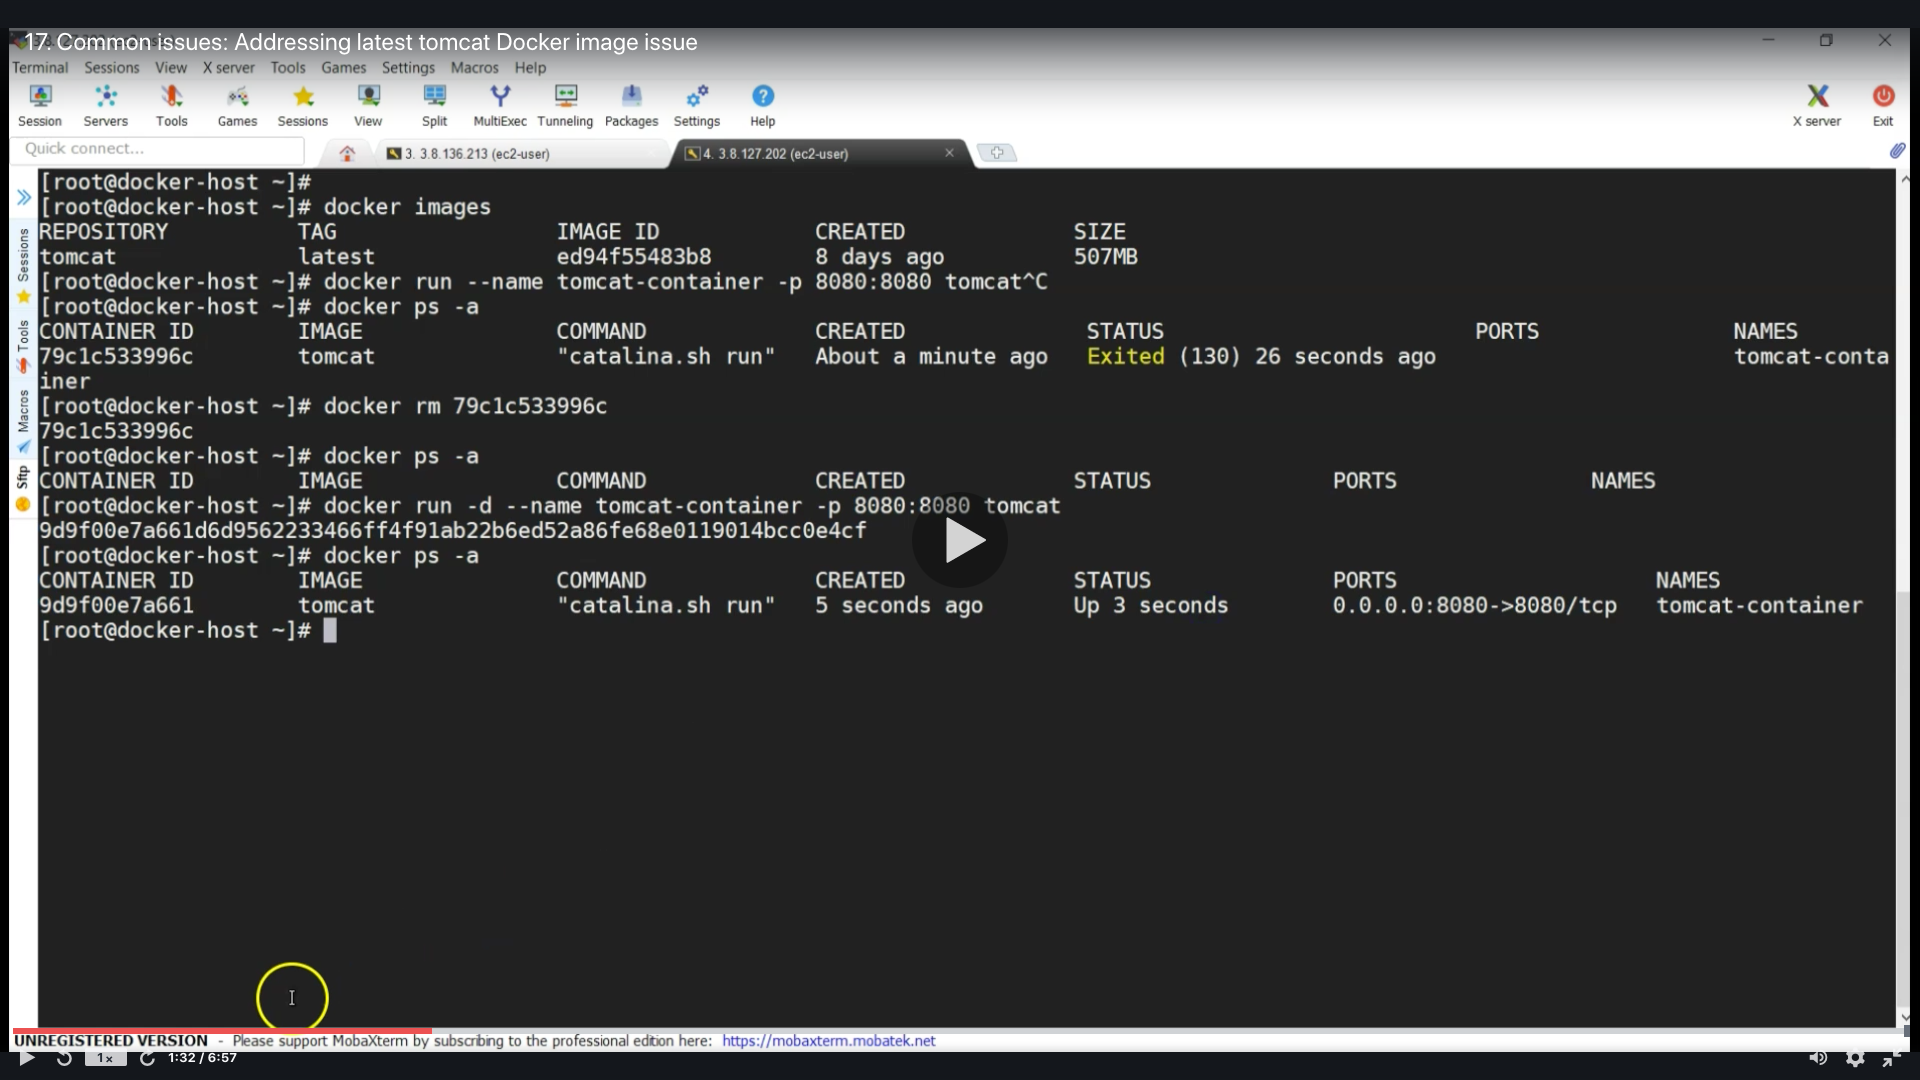 17. Common issues: Addressing latest tomcat Docker image issue
Terminal Sessions View X server Tools Games Settings Macros Help
Session Servers Tools Games Sessions View Split MultiExec Tunneling Packages Settings Help X server Exit
Quick connect...
3. 3.8.136.213 (ec2-user)
4. 3.8.127.202 (ec2-user)
Sessions
Tools
Macros
Sftp
[root@docker-host ~]#
[root@docker-host ~]# docker images
REPOSITORY TAG IMAGE ID CREATED SIZE
tomcat latest ed94f55483b8 8 days ago 507MB
[root@docker-host ~]# docker run --name tomcat-container -p 8080:8080 tomcat^C
[root@docker-host ~]# docker ps -a
CONTAINER ID IMAGE COMMAND CREATED STATUS PORTS NAMES
79c1c533996c tomcat "catalina.sh run" About a minute ago Exited (130) 26 seconds ago tomcat-conta
iner
[root@docker-host ~]# docker rm 79c1c533996c
79c1c533996c
[root@docker-host ~]# docker ps -a
CONTAINER ID IMAGE COMMAND CREATED STATUS PORTS NAMES
[root@docker-host ~]# docker run -d --name tomcat-container -p 8080:8080 tomcat
9d9f00e7a661d6d9562233466ff4f91ab22b6ed52a86fe68e0119014bcc0e4cf
[root@docker-host ~]# docker ps -a
CONTAINER ID IMAGE COMMAND CREATED STATUS PORTS NAMES
9d9f00e7a661 tomcat "catalina.sh run" 5 seconds ago Up 3 seconds 0.0.0.0:8080->8080/tcp tomcat-container
[root@docker-host ~]#
UNREGISTERED VERSION - Please support MobaXterm by subscribing to the professional edition here: https://mobaxterm.mobatek.net
1x 1:32 / 6:57